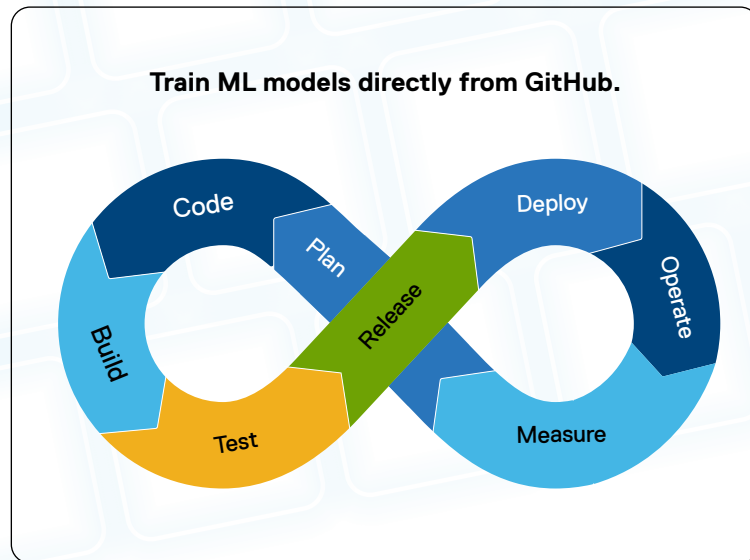 Train ML models directly from GitHub.
Code
Plan
Deploy
Operate
Release
Build
Test
Measure